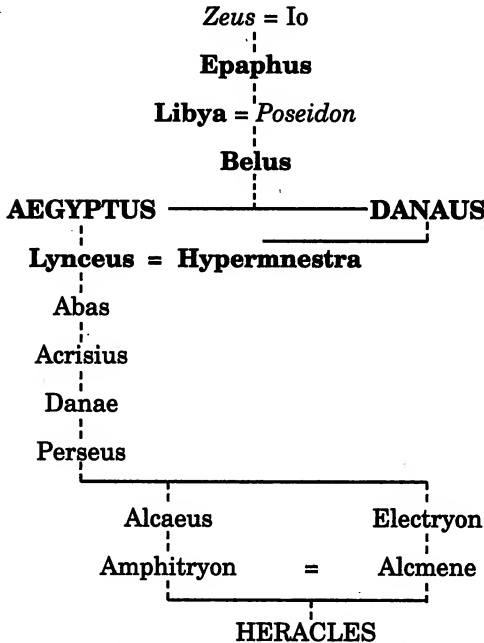 Zeus = Io
Epaphus
Libya = Poseidon
Belus
AEGYPTUS DANAUS
Lynceus = Hypermnestra
Abas
Acrisius
Danae
Perseus
Alcaeus Electryon
Amphitryon = Alcmene
HERACLES